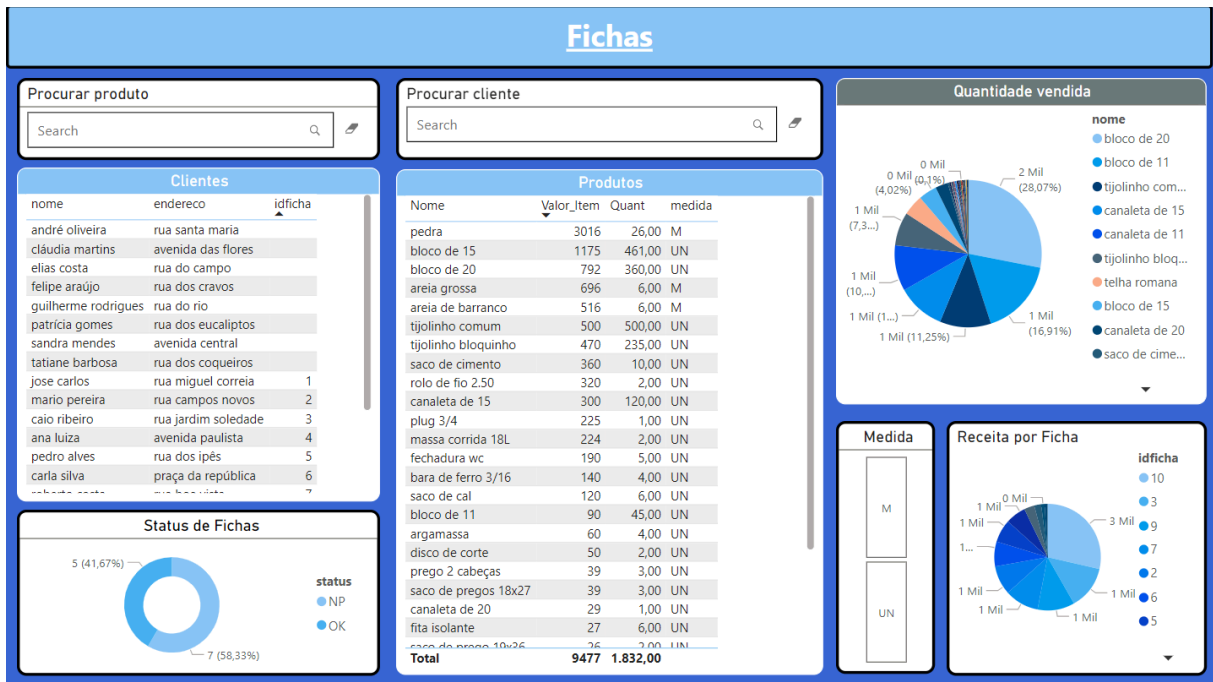 Fichas
Procurar produto
Search
Procurar cliente
Search
Clientes
nome endereco idficha
andré oliveira rua santa maria
cláudia martins avenida das flores
elias costa rua do campo
felipe araújo rua dos cravos
guilherme rodrigues rua do rio
patrícia gomes rua dos eucaliptos
sandra mendes avenida central
tatiane barbosa rua dos coqueiros
jose carlos rua miguel correia 1
mario pereira rua campos novos 2
caio ribeiro rua jardim soledade 3
ana luiza avenida paulista 4
pedro alves rua dos ipês 5
carla silva praça da república 6
Status de Fichas
5 (41,67%)
7 (58,33%)
status
NP
OK
Produtos
Nome Valor_Item Quant medida
pedra 3016 26,00 M
bloco de 15 1175 461,00 UN
bloco de 20 792 360,00 UN
areia grossa 696 6,00 M
areia de barranco 516 6,00 M
tijolinho comum 500 500,00 UN
tijolinho bloquinho 470 235,00 UN
saco de cimento 360 10,00 UN
rolo de fio 2.50 320 2,00 UN
canaleta de 15 300 120,00 UN
plug 3/4 225 1,00 UN
massa corrida 18L 224 2,00 UN
fechadura wc 190 5,00 UN
bara de ferro 3/16 140 4,00 UN
saco de cal 120 6,00 UN
bloco de 11 90 45,00 UN
argamassa 60 4,00 UN
disco de corte 50 2,00 UN
prego 2 cabeças 39 3,00 UN
saco de pregos 18x27 39 3,00 UN
canaleta de 20 29 1,00 UN
fita isolante 27 6,00 UN
Total 9477 1.832,00
Quantidade vendida
0 Mil
0 Mil (0,1%)
(4,02%)
1 Mil
(7,3...)
1 Mil
(10,...)
1 Mil (1...)
1 Mil (11,25%)
1 Mil
(16,91%)
2 Mil
(28,07%)
nome
bloco de 20
bloco de 11
tijolinho com...
canaleta de 15
canaleta de 11
tijolinho bloq...
telha romana
bloco de 15
canaleta de 20
saco de cime...
Medida
M
UN
Receita por Ficha
0 Mil
1 Mil
1 Mil
1...
1 Mil
1 Mil
1 Mil
1 Mil
3 Mil
idficha
10
3
9
7
2
6
5